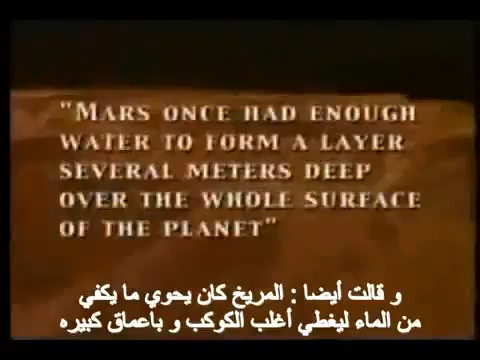 "MARS ONCE HAD ENOUGH
WATER TO FORM A LAYER
SEVERAL METERS DEEP
OVER THE WHOLE SURFACE
OF THE PLANET"
و قالت أيضا : المريخ كان يحوي ما يكفي
من الماء ليغطي أغلب الكوكب و باعماق كبيره